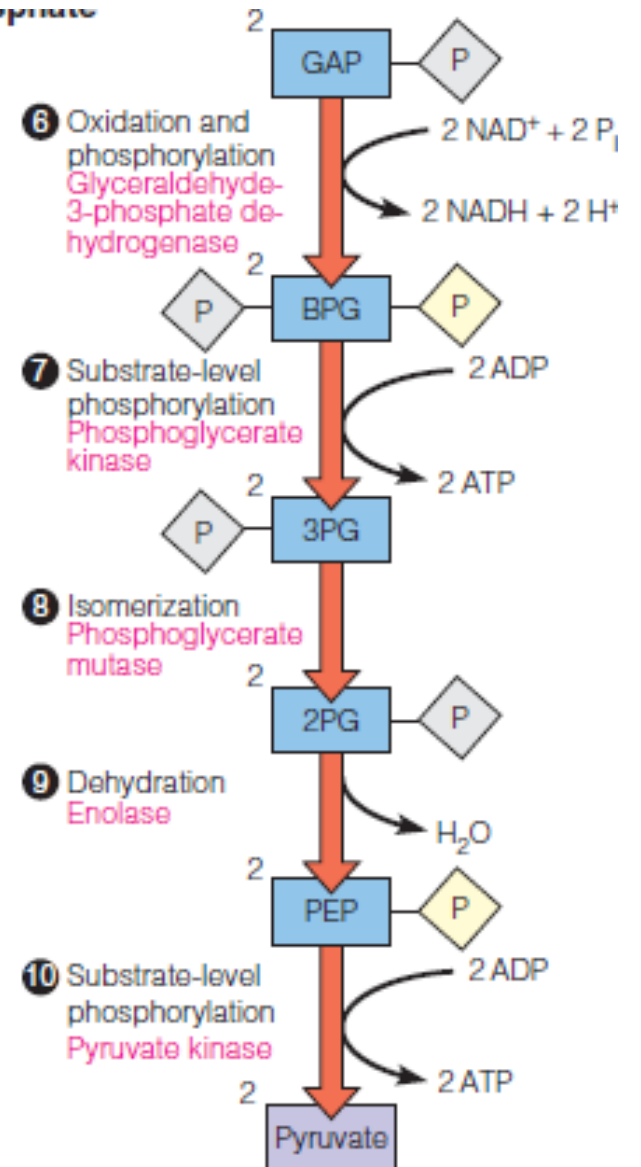 2
GAP
P
6 Oxidation and
phosphorylation
Glyceraldehyde-
3-phosphate de-
hydrogenase
2 NAD⁺ + 2 Pᵢ
2 NADH + 2 H⁺
2
P
BPG
P
7 Substrate-level
phosphorylation
Phosphoglycerate
kinase
2 ADP
2 ATP
2
P
3PG
8 Isomerization
Phosphoglycerate
mutase
2
2PG
P
9 Dehydration
Enolase
H₂O
2
PEP
P
10 Substrate-level
phosphorylation
Pyruvate kinase
2 ADP
2 ATP
2
Pyruvate